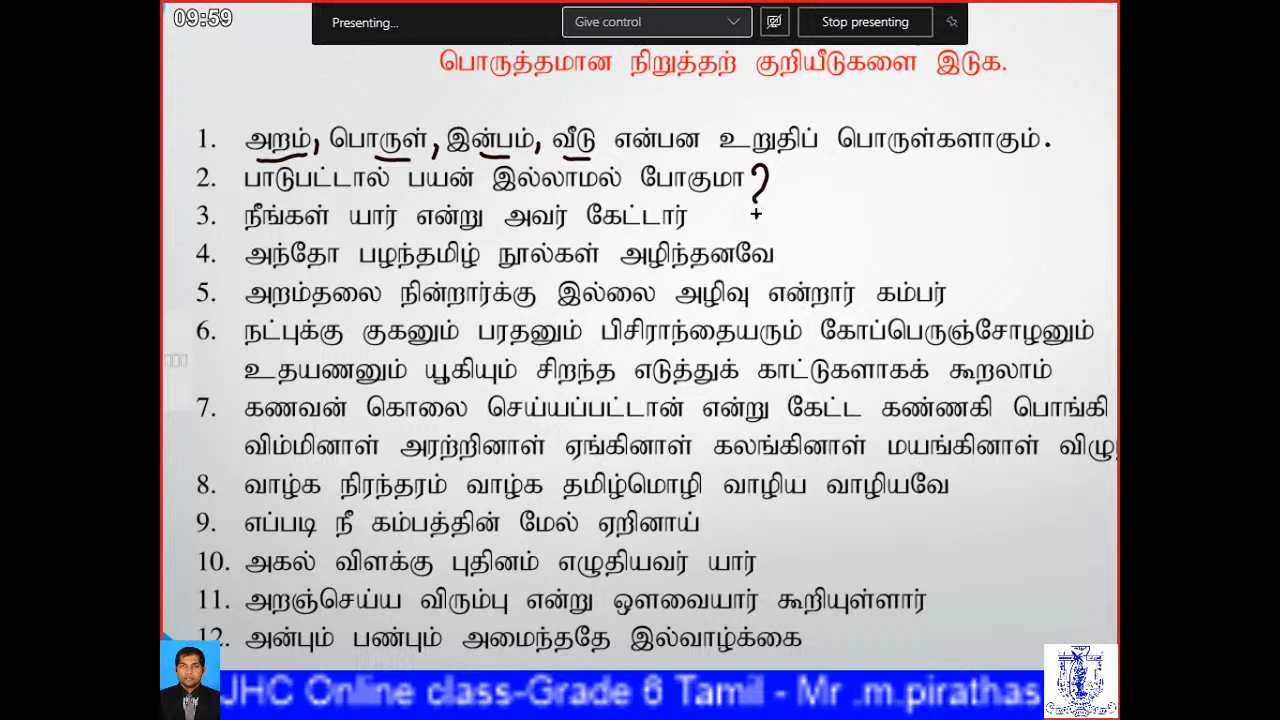 09:59
Presenting...
Give control
Stop presenting
பொருத்தமான நிறுத்தற் குறியீடுகளை இடுக.
1. அறம், பொருள், இன்பம், வீடு என்பன உறுதிப் பொருள்களாகும்.
2. பாடுபட்டால் பயன் இல்லாமல் போகுமா?
3. நீங்கள் யார் என்று அவர் கேட்டார்
4. அந்தோ பழந்தமிழ் நூல்கள் அழிந்தனவே
5. அறம்தலை நின்றார்க்கு இல்லை அழிவு என்றார் கம்பர்
6. நட்புக்கு குகனும் பரதனும் பிசிராந்தையரும் கோப்பெருஞ்சோழனும்
உதயணனும் யூகியும் சிறந்த எடுத்துக் காட்டுகளாகக் கூறலாம்
7. கணவன் கொலை செய்யப்பட்டான் என்று கேட்ட கண்ணகி பொங்கி
விம்மினாள் அரற்றினாள் ஏங்கினாள் கலங்கினாள் மயங்கினாள்
8. வாழ்க நிரந்தரம் வாழ்க தமிழ்மொழி வாழிய வாழியவே
9. எப்படி நீ கம்பத்தின் மேல் ஏறினாய்
10. அகல் விளக்கு புதினம் எழுதியவர் யார்
11. அறஞ்செய்ய விரும்பு என்று ஔவையார் கூறியுள்ளார்
12. அன்பும் பண்பும் அமைந்ததே இல்வாழ்க்கை
JHC Online class-Grade 6 Tamil - Mr .m.pirathas